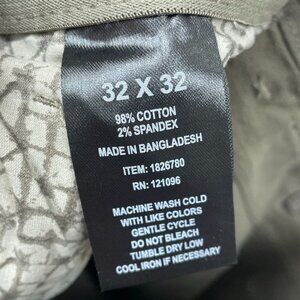 32 X 32
98% COTTON
2% SPANDEX
MADE IN BANGLADESH
ITEM: 1826780
RN: 121096
MACHINE WASH COLD
WITH LIKE COLORS
GENTLE CYCLE
DO NOT BLEACH
TUMBLE DRY LOW
COOL IRON IF NECESSARY